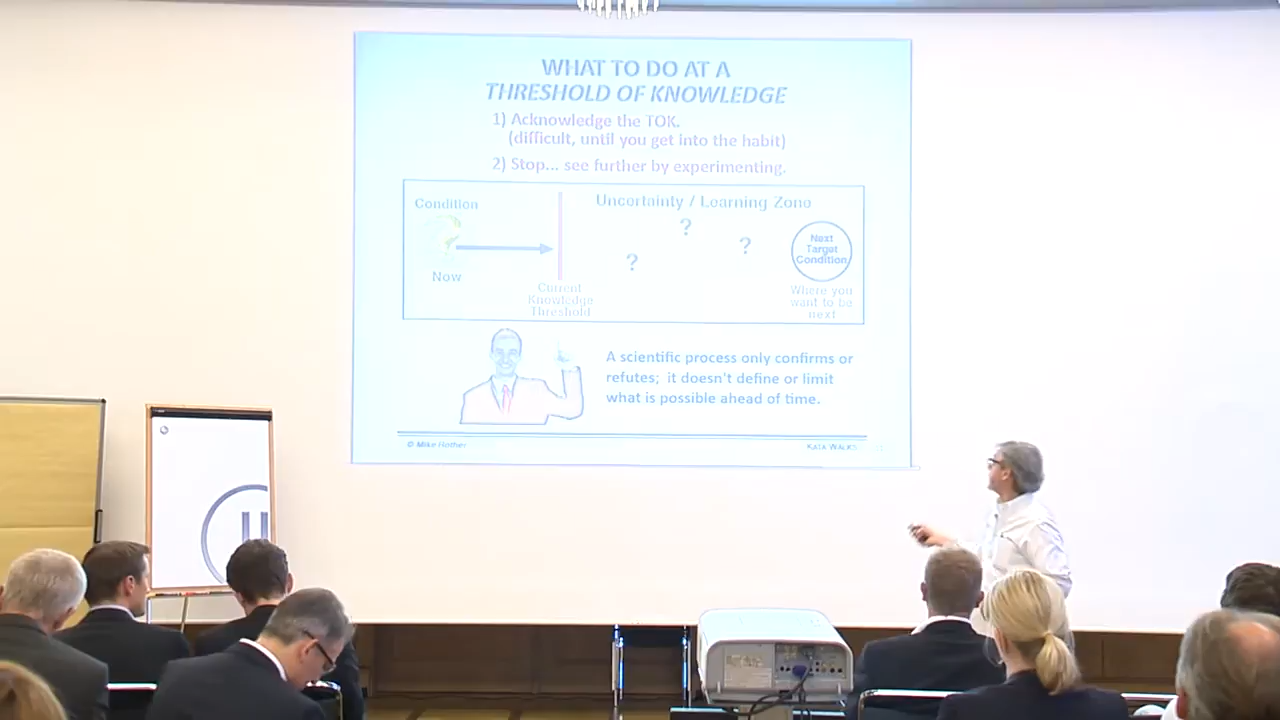 WHAT TO DO AT A
THRESHOLD OF KNOWLEDGE
1) Acknowledge the TOK.
(difficult, until you get into the habit)
2) Stop... see further by experimenting.
Condition
Now
Uncertainty / Learning Zone
?
?
?
Current
Knowledge
Threshold
Next
Target
Condition
Where you
want to be
next
A scientific process only confirms or
refutes; it doesn't define or limit
what is possible ahead of time.
© Mike Rother
KATA WALKS